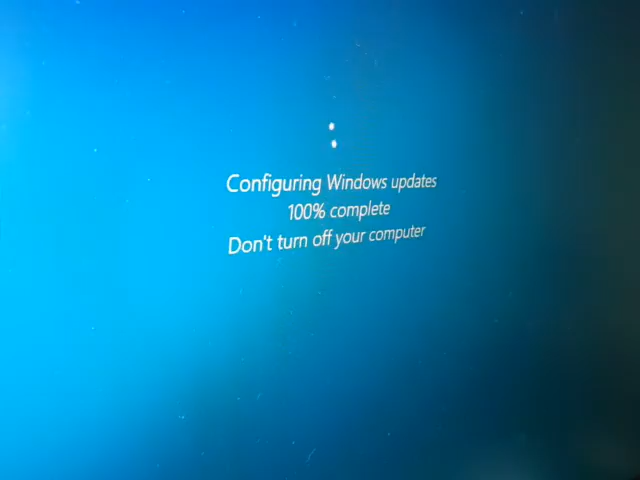 Configuring Windows updates
100% complete
Don't turn off your computer